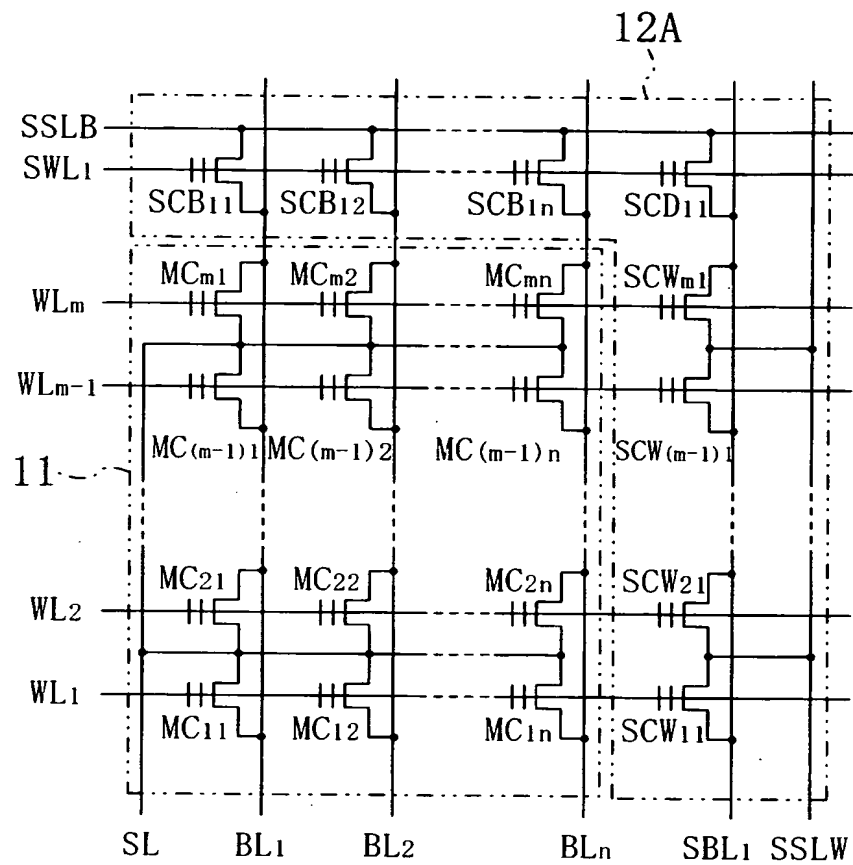 12A
SSLB
SWL1
SCB11 SCB12 SCB1n SCD11
MCm1 MCm2 MCmn SCWm1
WLm
WLm-1
MC(m-1)1 MC(m-1)2 MC(m-1)n SCW(m-1)1
11
MC21 MC22 MC2n SCW21
WL2
WL1
MC11 MC12 MC1n SCW11
SL BL1 BL2 BLn SBL1 SSLW